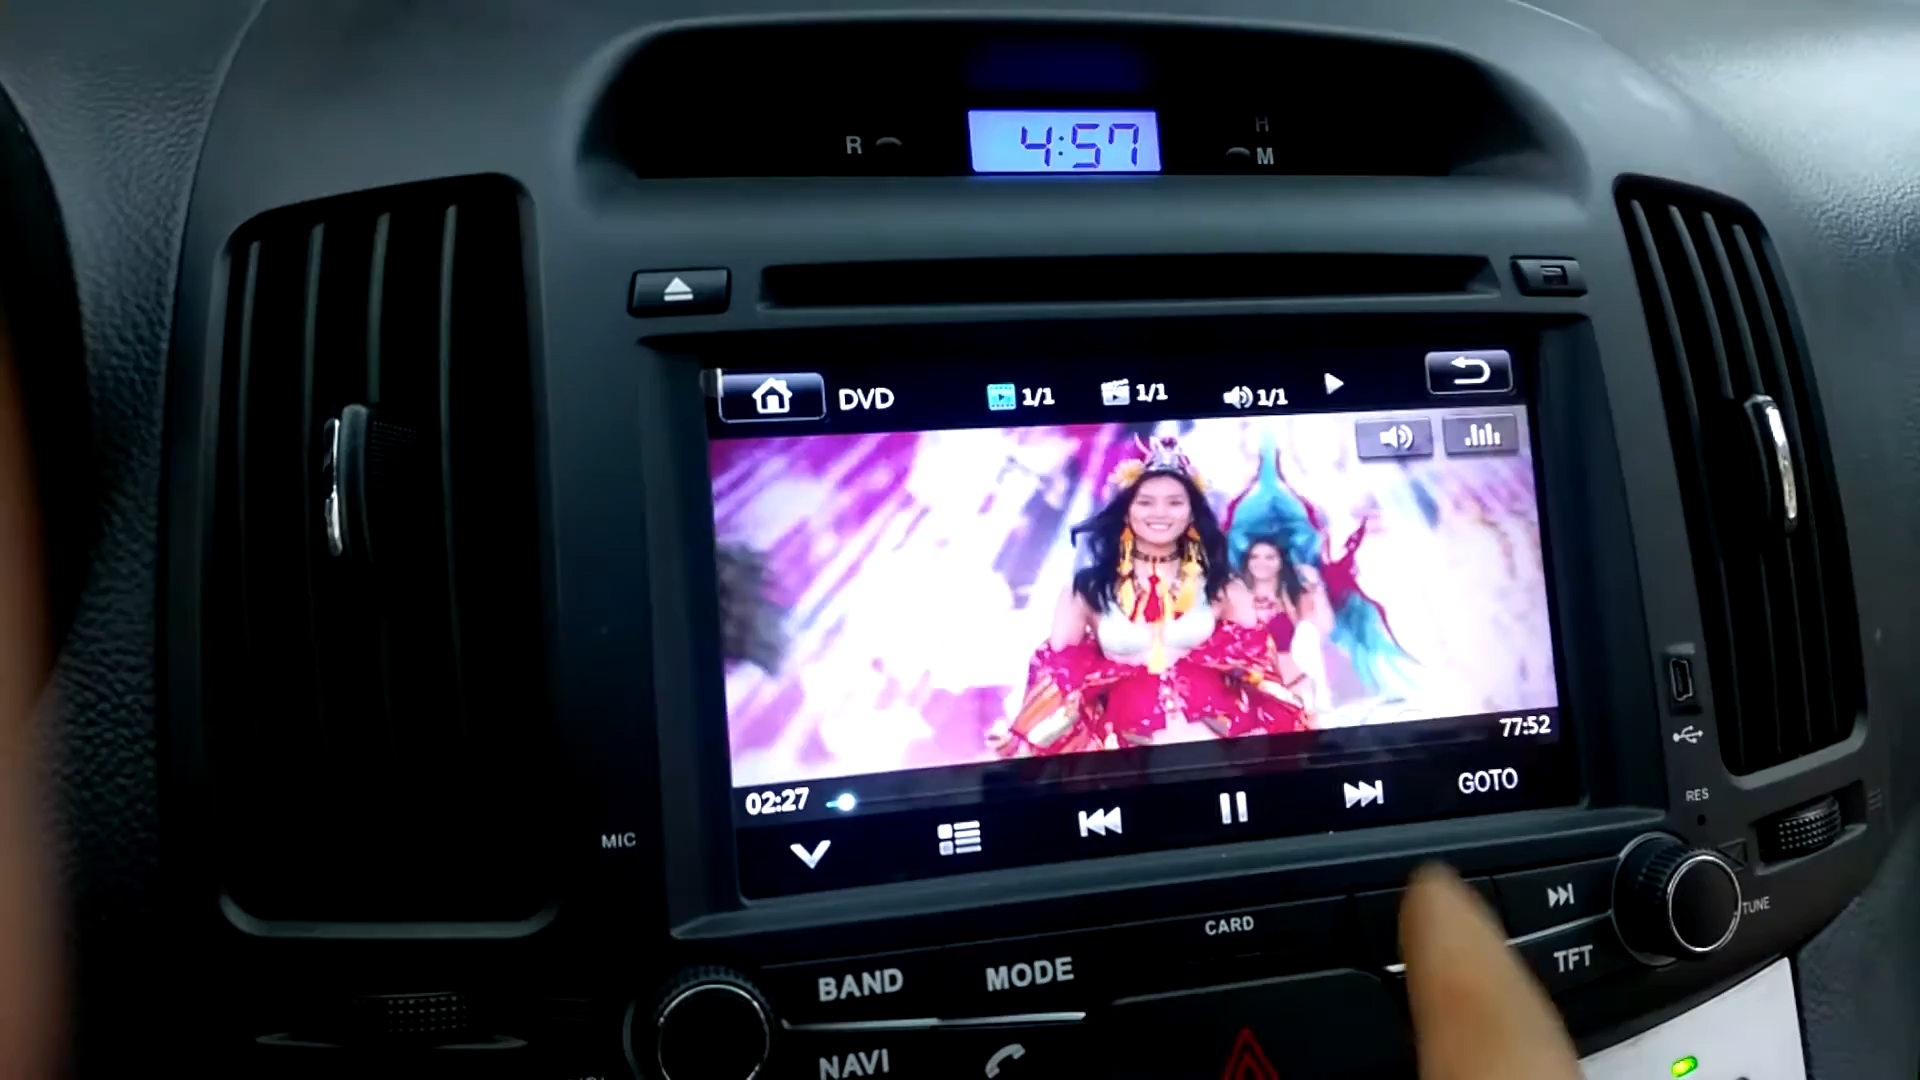 R
4:57
H
M
DVD
1/1
1/1
1/1
77:52
02:27
GOTO
MIC
RES
CARD
TUNE
BAND
MODE
TFT
NAVI